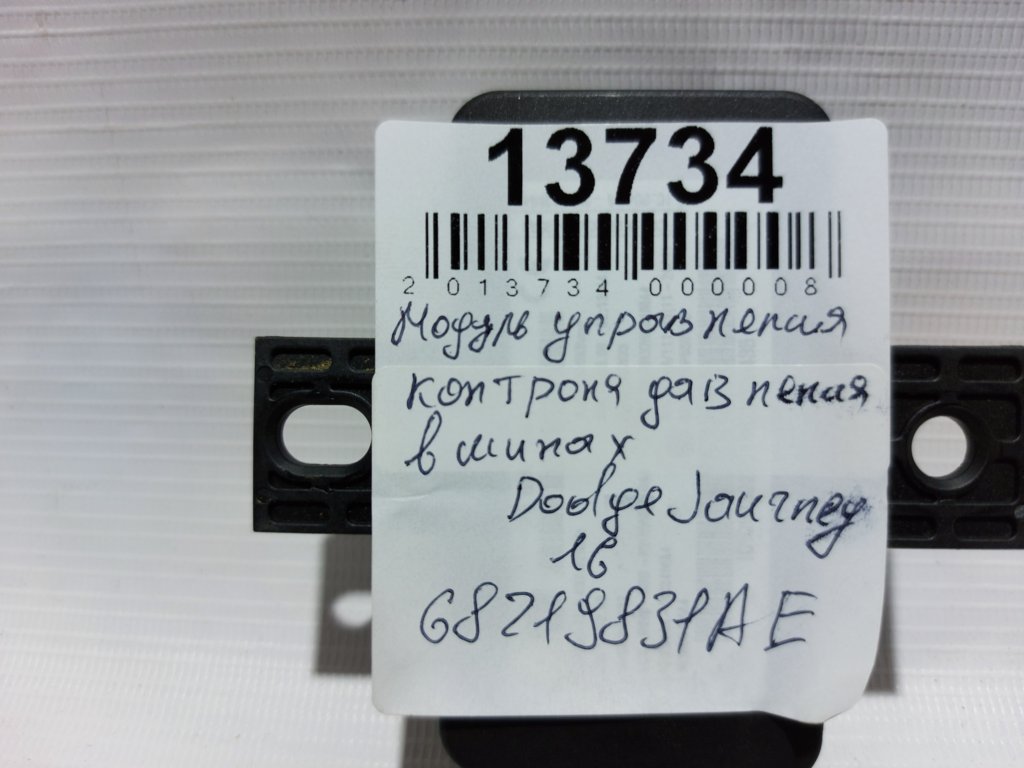 13734
2 013734 000008
Модуль управления
контроля давления
в шинах
Dodge Journey
16
68219831AE